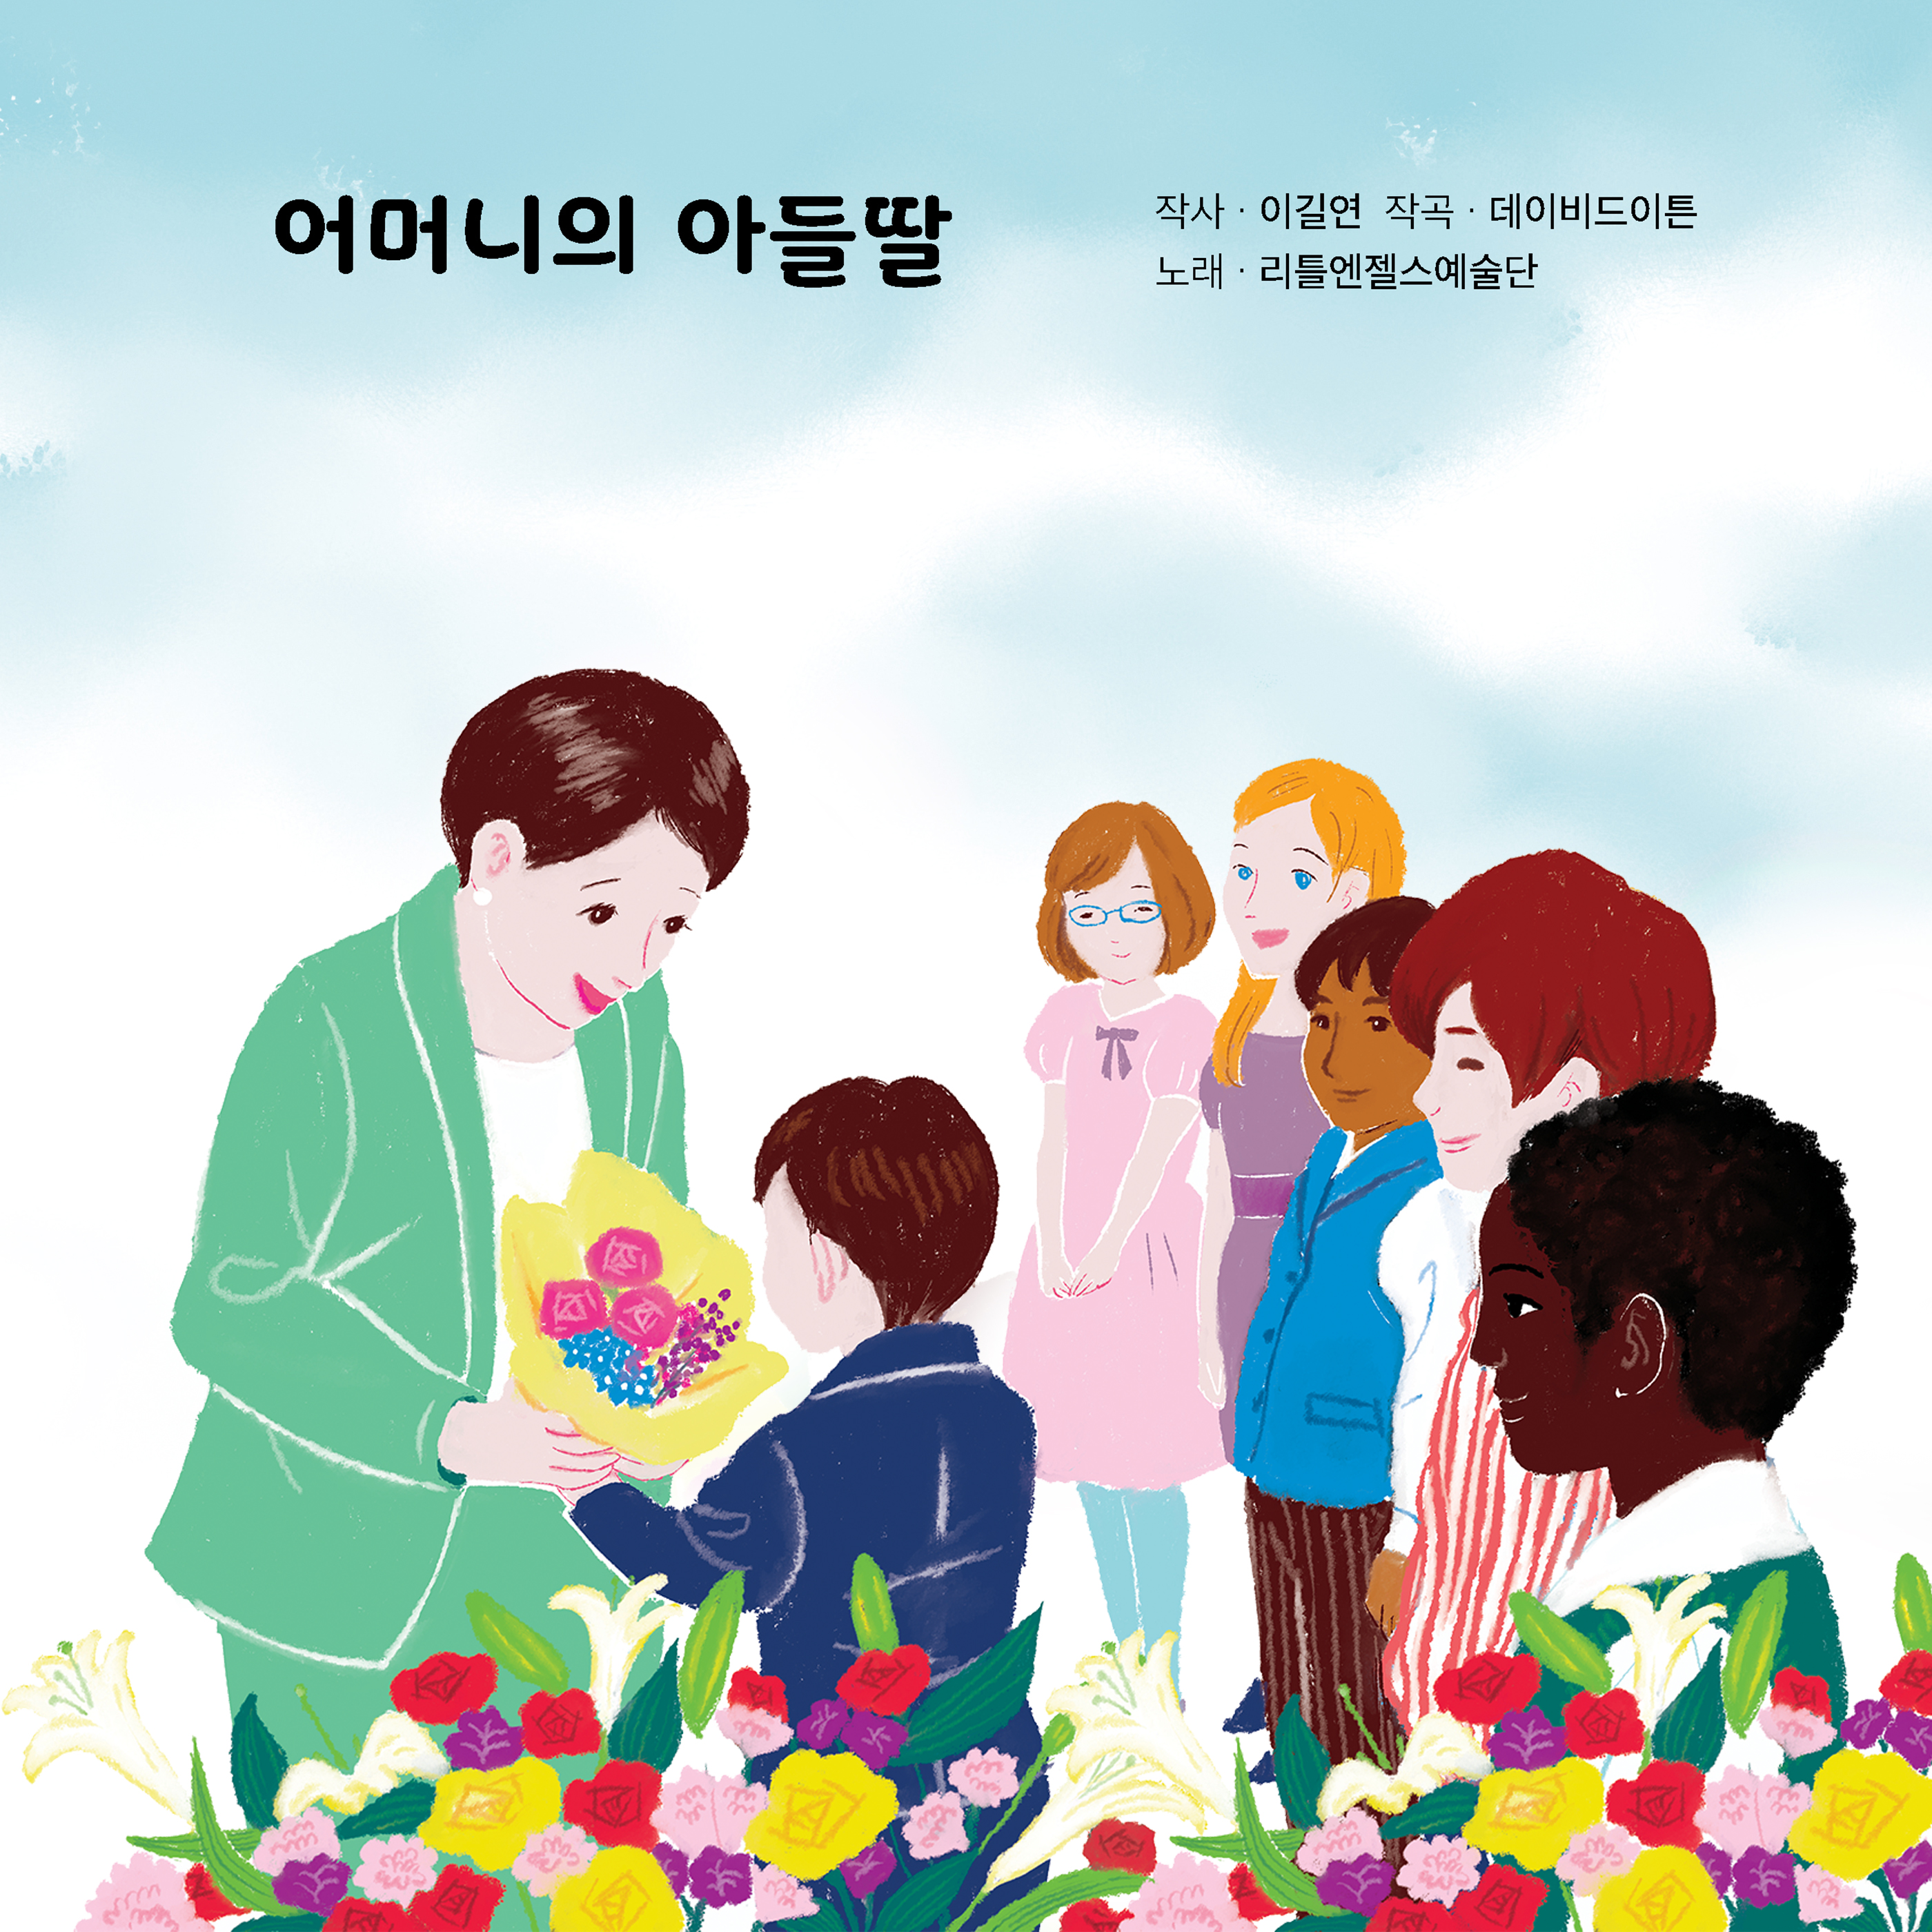 어머니의 아들딸
작사 · 이길연 작곡 · 데이비드이튼
노래 · 리틀엔젤스예술단